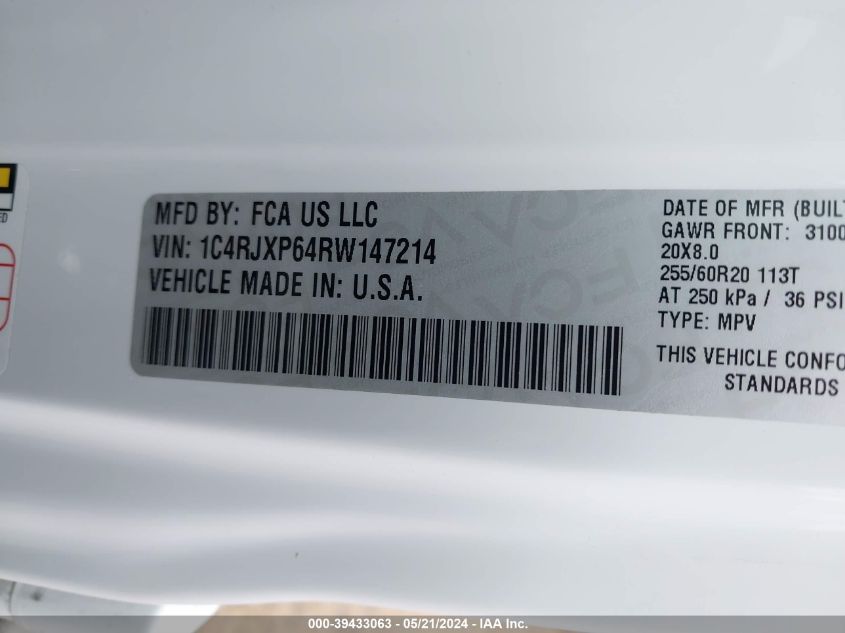 MFD BY: FCA US LLC
VIN: 1C4RJXP64RW147214
VEHICLE MADE IN: U.S.A.
DATE OF MFR (BUILT
GAWR FRONT: 3100
20X8.0
255/60R20 113T
AT 250 kPa / 36 PSI
TYPE: MPV
THIS VEHICLE CONFO
STANDARDS
000-39433063 - 05/21/2024 - IAA Inc.